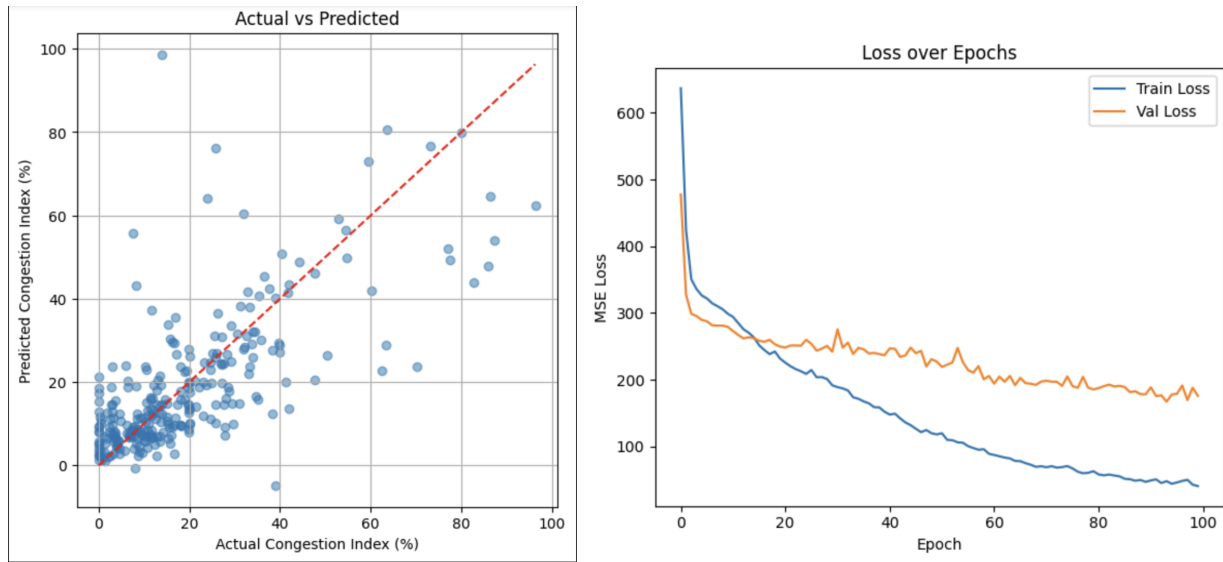 Actual vs Predicted
100
80
60
40
20
0
Predicted Congestion Index (%)
0 20 40 60 80 100
Actual Congestion Index (%)
Loss over Epochs
Train Loss
Val Loss
600
500
400
300
200
100
MSE Loss
0 20 40 60 80 100
Epoch